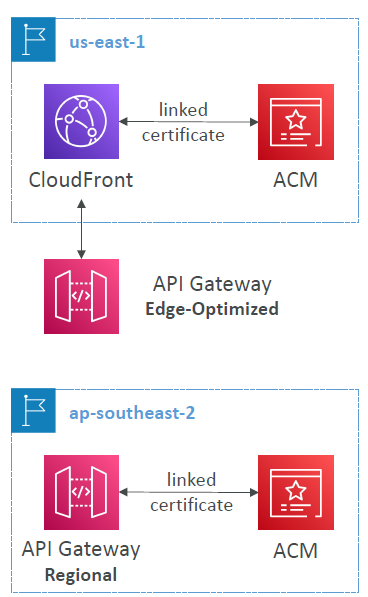 us-east-1
linked
certificate
CloudFront
ACM
API Gateway
Edge-Optimized
ap-southeast-2
linked
certificate
API Gateway
Regional
ACM